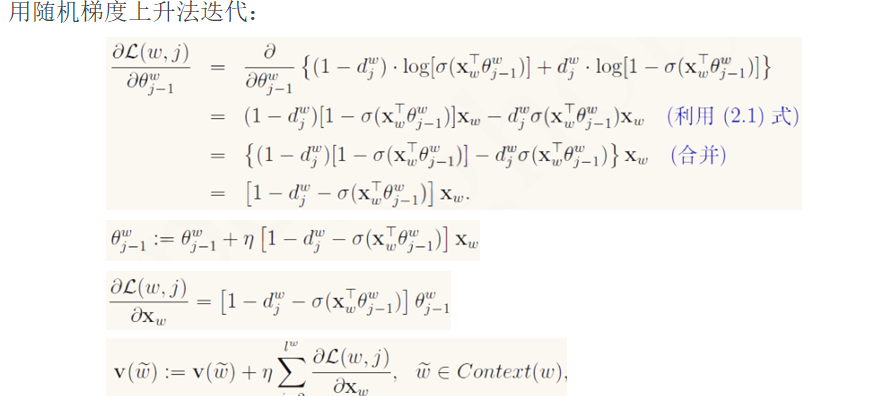 用随机梯度上升法迭代：
∂ℒ(w, j)/∂θ^w_{j−1} = ∂/∂θ^w_{j−1} {(1 − d^w_j) · log[σ(x_w^⊤θ^w_{j−1})] + d^w_j · log[1 − σ(x_w^⊤θ^w_{j−1})]}
= (1 − d^w_j)[1 − σ(x_w^⊤θ^w_{j−1})]x_w − d^w_jσ(x_w^⊤θ^w_{j−1})x_w (利用 (2.1) 式)
= {(1 − d^w_j)[1 − σ(x_w^⊤θ^w_{j−1})] − d^w_jσ(x_w^⊤θ^w_{j−1})} x_w (合并)
= [1 − d^w_j − σ(x_w^⊤θ^w_{j−1})] x_w.
θ^w_{j−1} := θ^w_{j−1} + η [1 − d^w_j − σ(x_w^⊤θ^w_{j−1})] x_w
∂ℒ(w, j)/∂x_w = [1 − d^w_j − σ(x_w^⊤θ^w_{j−1})] θ^w_{j−1}
v(w̃) := v(w̃) + η ∑^{l^w} ∂ℒ(w, j)/∂x_w, w̃ ∈ Context(w),